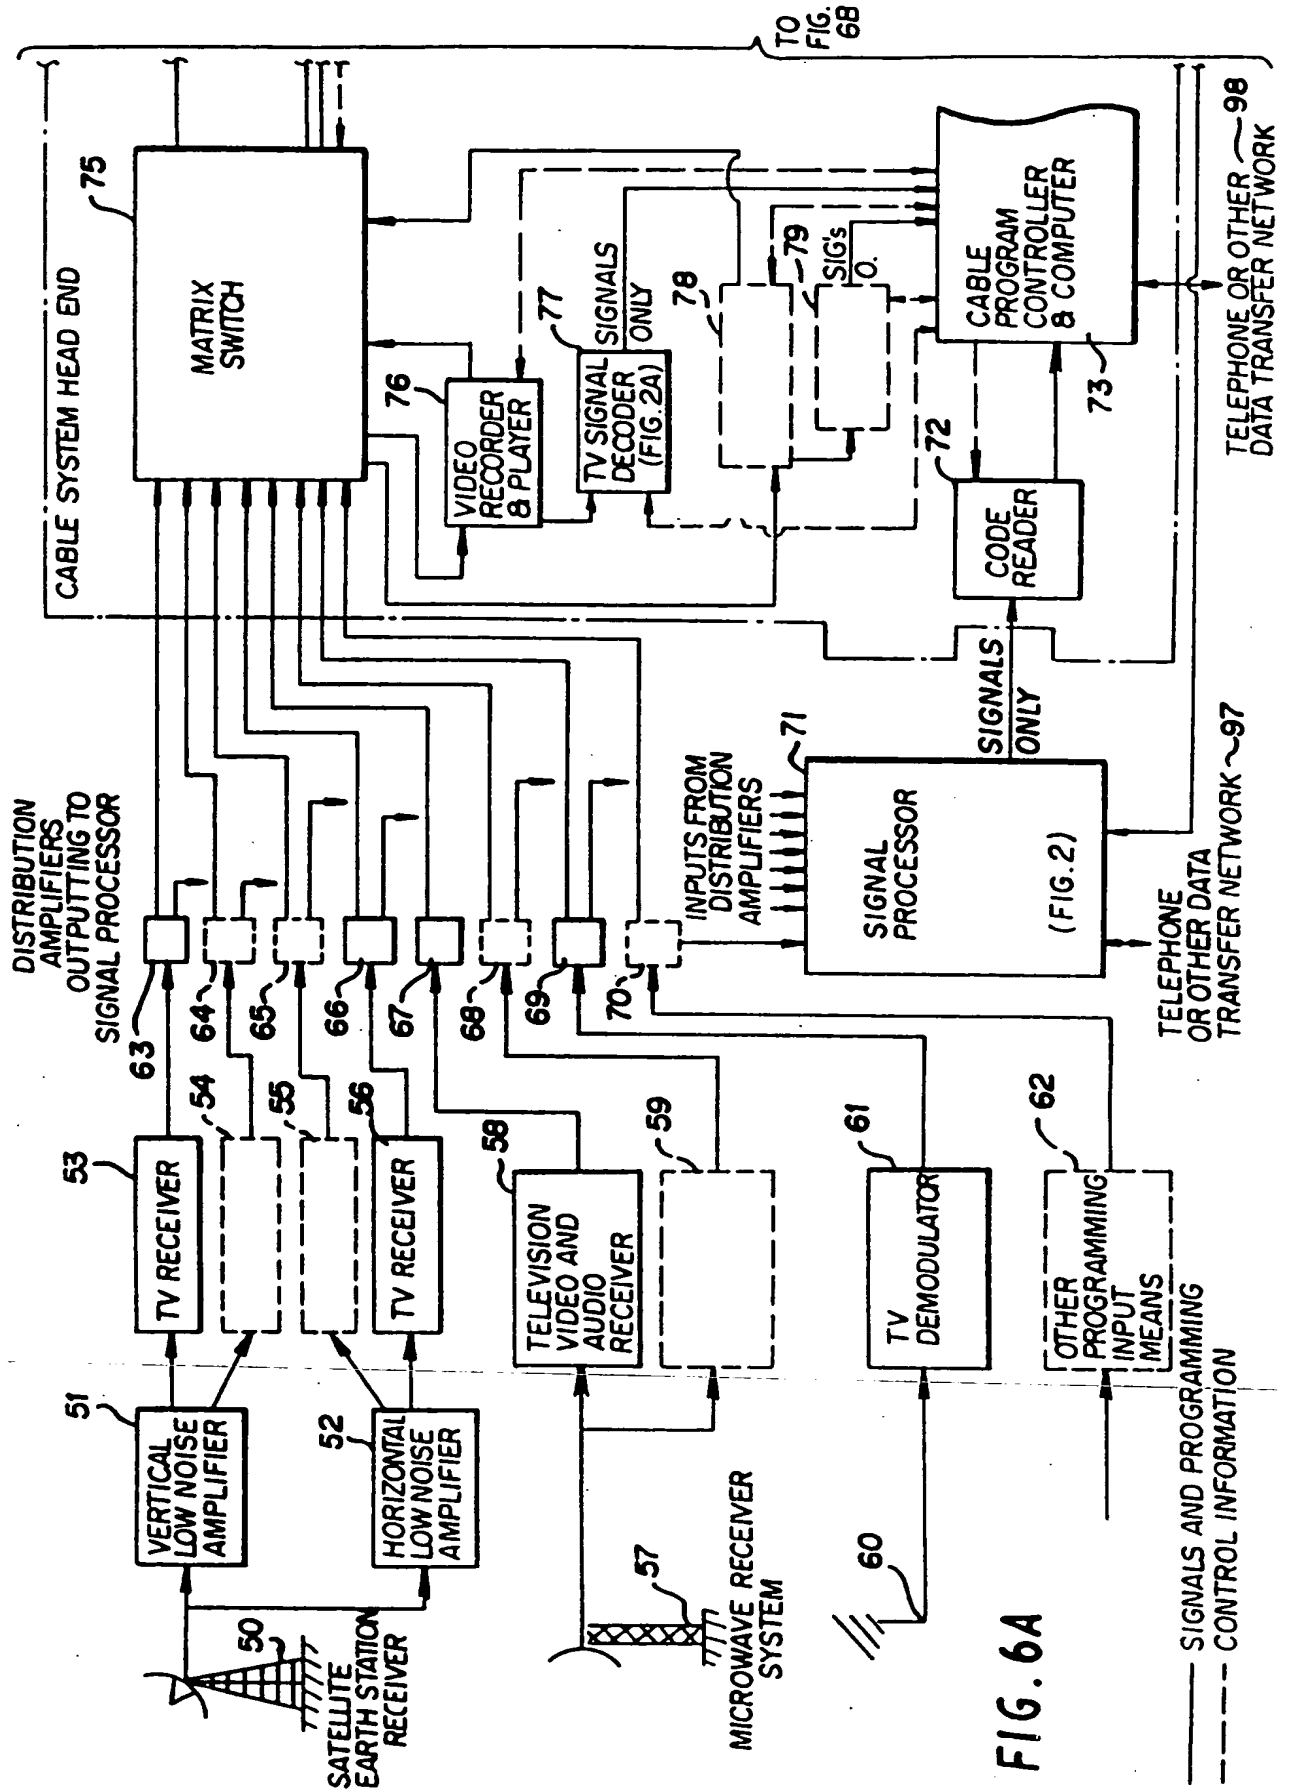 SATELLITE
EARTH STATION
RECEIVER
50
VERTICAL
LOW NOISE
AMPLIFIER
51
HORIZONTAL
LOW NOISE
AMPLIFIER
52
TV RECEIVER
53
54
55
TV RECEIVER
56
MICROWAVE RECEIVER
SYSTEM
57
TELEVISION
VIDEO AND
AUDIO
RECEIVER
58
59
60
TV
DEMODULATOR
61
OTHER
PROGRAMMING
INPUT
MEANS
62
DISTRIBUTION
AMPLIFIERS
OUTPUTTING TO
SIGNAL PROCESSOR
63
64
65
66
67
68
69
70
INPUTS FROM
DISTRIBUTION
AMPLIFIERS
71
SIGNAL
PROCESSOR
(FIG.2)
TELEPHONE
OR OTHER DATA
TRANSFER NETWORK~97
SIGNALS
ONLY
CABLE SYSTEM HEAD END
MATRIX
SWITCH
75
VIDEO
RECORDER
& PLAYER
76
TV SIGNAL
DECODER
(FIG.2A)
77
SIGNALS
ONLY
78
79
SIG's
O.
CODE
READER
72
CABLE
PROGRAM
CONTROLLER
& COMPUTER
73
TELEPHONE OR OTHER~98
DATA TRANSFER NETWORK
TO
FIG.
6B
FIG. 6A
SIGNALS AND PROGRAMMING
CONTROL INFORMATION